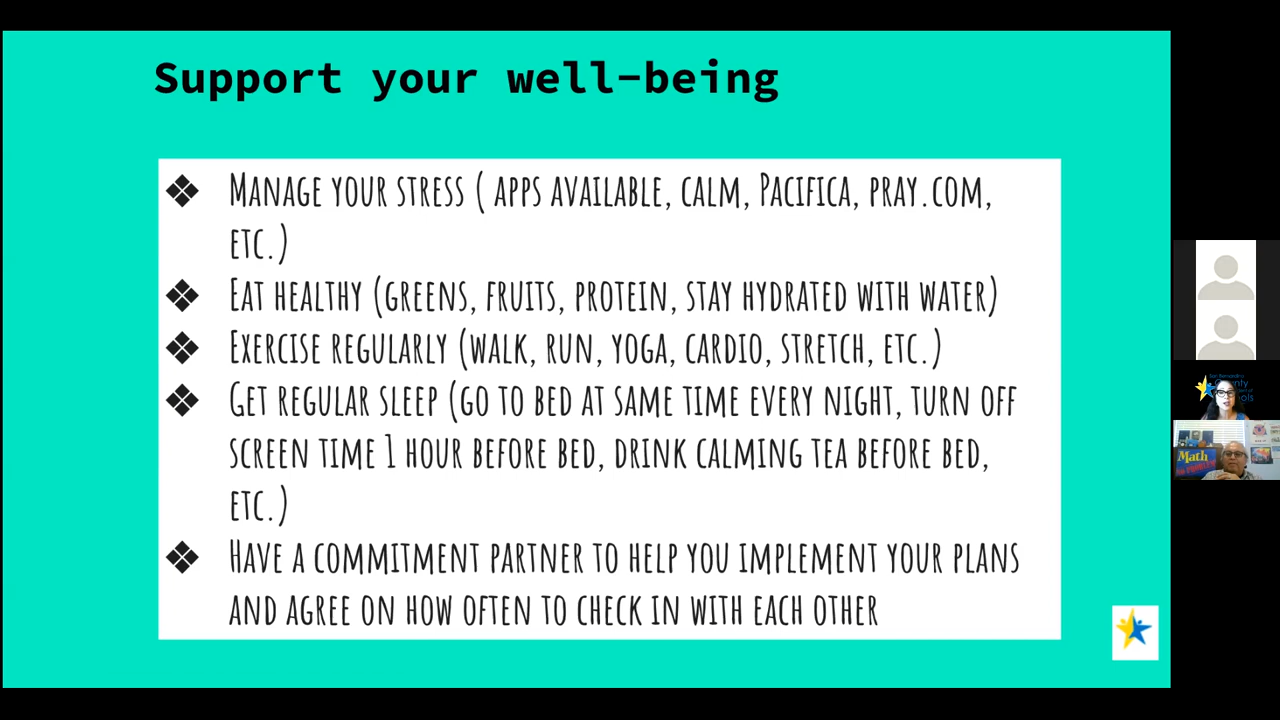 Support your well-being
❖ Manage your stress ( apps available, calm, Pacifica, pray.com,
etc.)
❖ Eat healthy (greens, fruits, protein, stay hydrated with water)
❖ Exercise regularly (walk, run, yoga, cardio, stretch, etc.)
❖ Get regular sleep (go to bed at same time every night, turn off
screen time 1 hour before bed, drink calming tea before bed,
etc.)
❖ Have a commitment partner to help you implement your plans
and agree on how often to check in with each other
San Bernardino
County
Math